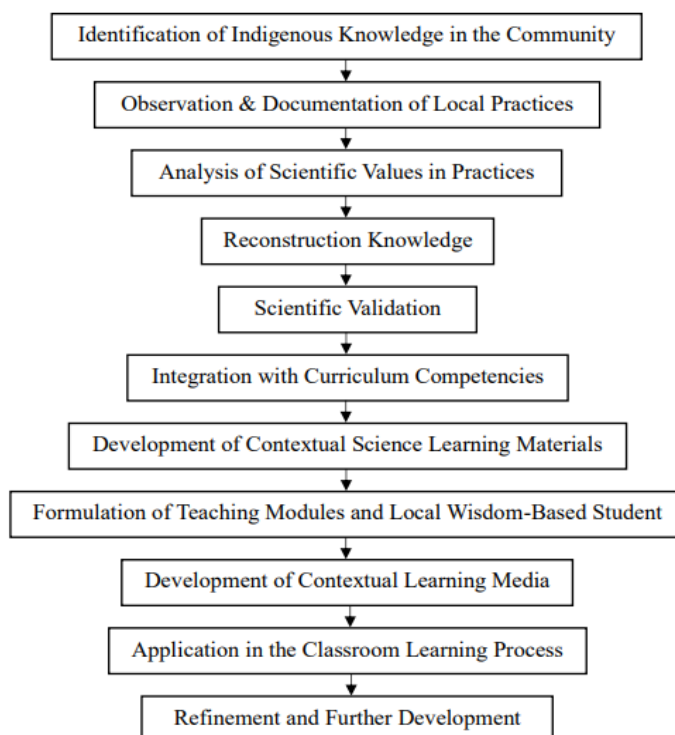 Identification of Indigenous Knowledge in the Community
Observation & Documentation of Local Practices
Analysis of Scientific Values in Practices
Reconstruction Knowledge
Scientific Validation
Integration with Curriculum Competencies
Development of Contextual Science Learning Materials
Formulation of Teaching Modules and Local Wisdom-Based Student
Development of Contextual Learning Media
Application in the Classroom Learning Process
Refinement and Further Development